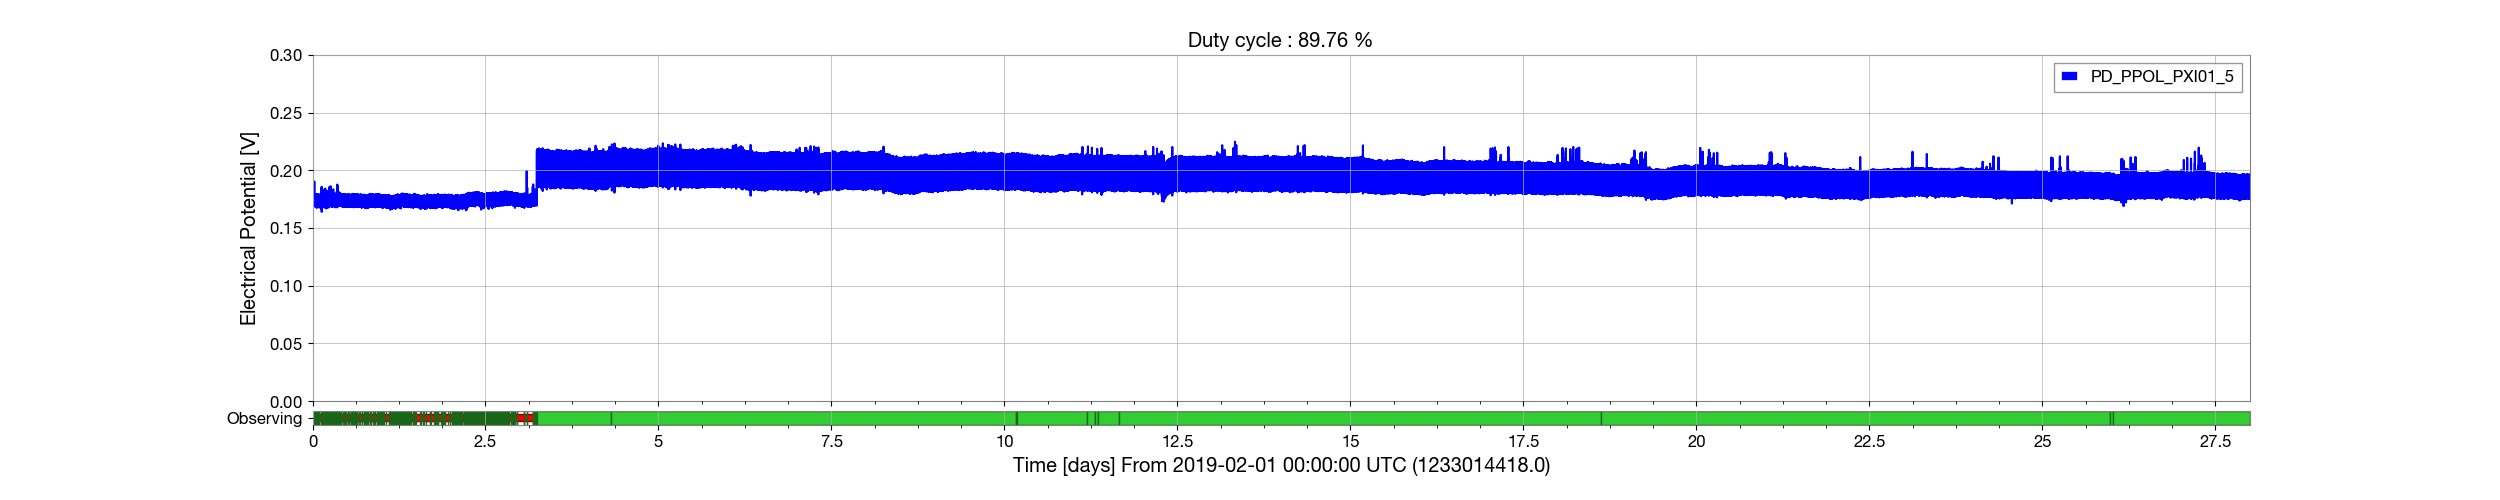 Duty cycle : 89.76 %
0.30
0.25
0.20
0.15
0.10
0.05
0.00
Electrical Potential [V]
PD_PPOL_PXI01_5
Observing
0 2.5 5 7.5 10 12.5 15 17.5 20 22.5 25 27.5
Time [days] From 2019-02-01 00:00:00 UTC (1233014418.0)